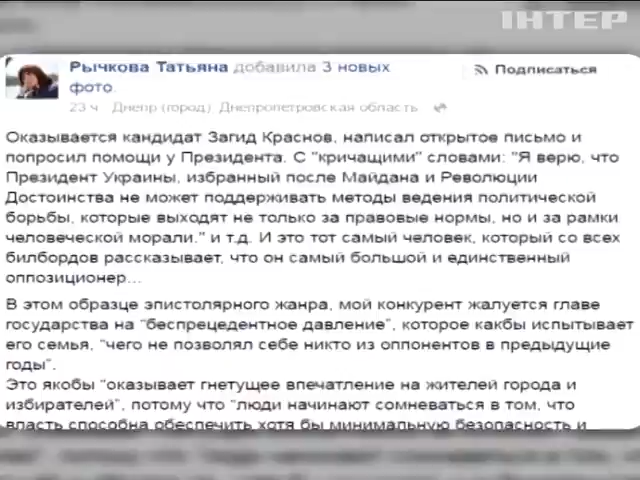 ІНТЕР
Рычкова Татьяна добавила 3 новых
фото.
Подписаться
23 ч Днепр (город), Днепропетровская область
Оказывается кандидат Загид Краснов, написал открытое письмо и
попросил помощи у Президента. С "кричащими" словами: "Я верю, что
Президент Украины, избранный после Майдана и Революции
Достоинства не может поддерживать методы ведения политической
борьбы, которые выходят не только за правовые нормы, но и за рамки
человеческой морали." и т.д. И это тот самый человек, который со всех
билбордов рассказывает, что он самый большой и единственный
оппозиционер...
В этом образце эпистолярного жанра, мой конкурент жалуется главе
государства на "беспрецедентное давление", которое какбы испытывает
его семья, "чего не позволял себе никто из оппонентов в предыдущие
годы".
Это якобы "оказывает гнетущее впечатление на жителей города и
избирателей", потому что "люди начинают сомневаться в том, что
власть способна обеспечить хотя бы минимальную безопасность и